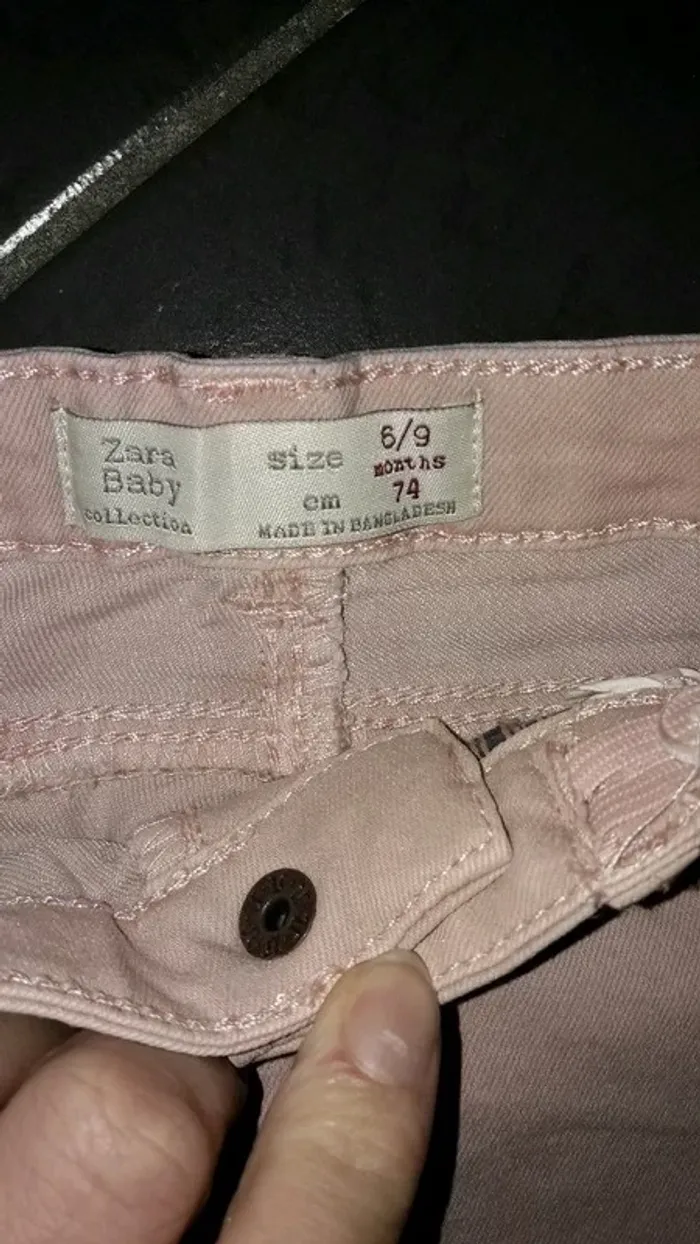 Zara
Baby
collection
size 6/9
months
cm 74
MADE IN BANGLADESH